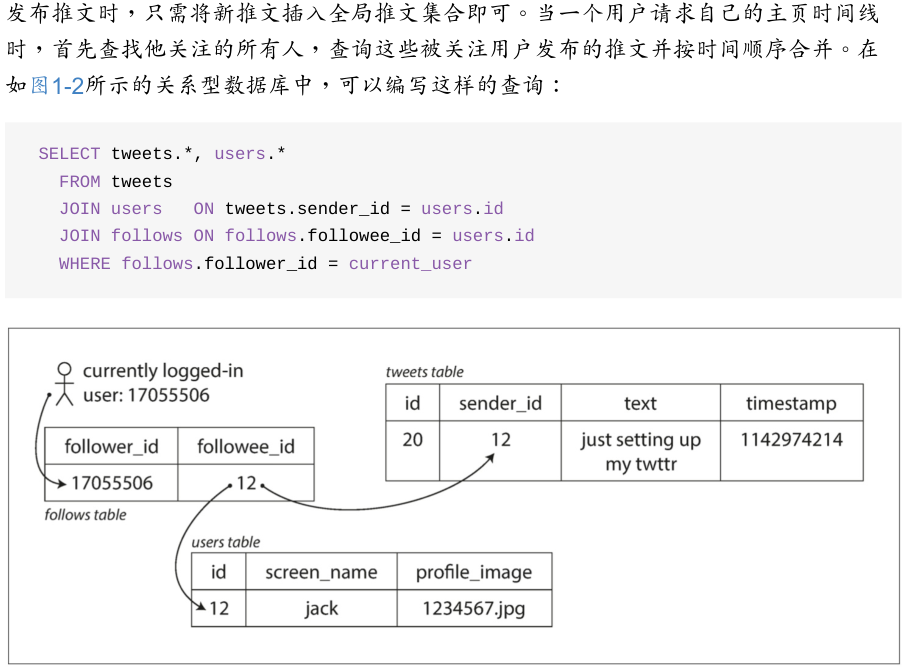 发布推文时，只需将新推文插入全局推文集合即可。当一个用户请求自己的主页时间线
时，首先查找他关注的所有人，查询这些被关注用户发布的推文并按时间顺序合并。在
如图1-2所示的关系型数据库中，可以编写这样的查询：
SELECT tweets.*, users.*
  FROM tweets
  JOIN users   ON tweets.sender_id = users.id
  JOIN follows ON follows.followee_id = users.id
  WHERE follows.follower_id = current_user
currently logged-in
user: 17055506
follower_id followee_id
17055506 12
follows table
tweets table
id sender_id text timestamp
20 12 just setting up 1142974214
my twttr
users table
id screen_name profile_image
12 jack 1234567.jpg